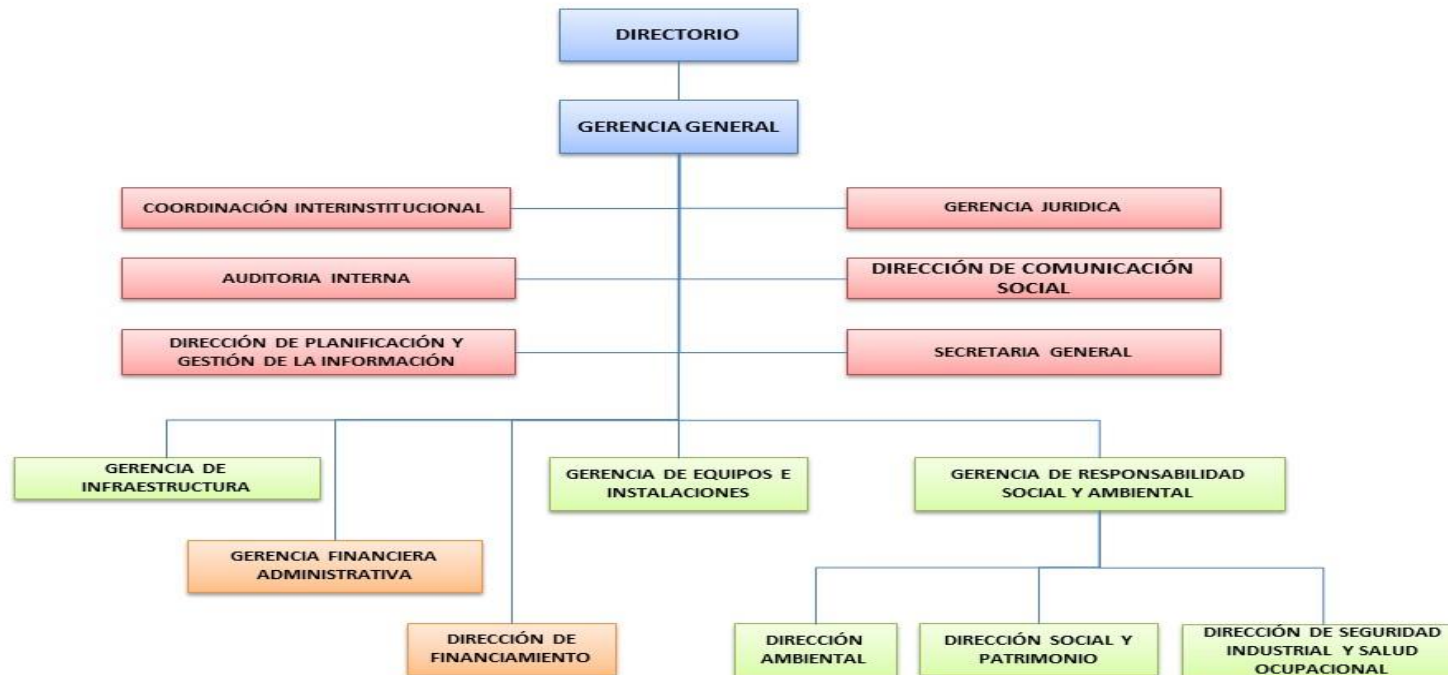 DIRECTORIO
GERENCIA GENERAL
COORDINACIÓN INTERINSTITUCIONAL
GERENCIA JURIDICA
AUDITORIA INTERNA
DIRECCIÓN DE COMUNICACIÓN
SOCIAL
DIRECCIÓN DE PLANIFICACIÓN Y
GESTIÓN DE LA INFORMACIÓN
SECRETARIA GENERAL
GERENCIA DE
INFRAESTRUCTURA
GERENCIA DE EQUIPOS E
INSTALACIONES
GERENCIA DE RESPONSABILIDAD
SOCIAL Y AMBIENTAL
GERENCIA FINANCIERA
ADMINISTRATIVA
DIRECCIÓN DE
FINANCIAMIENTO
DIRECCIÓN
AMBIENTAL
DIRECCIÓN SOCIAL Y
PATRIMONIO
DIRECCIÓN DE SEGURIDAD
INDUSTRIAL Y SALUD
OCUPACIONAL